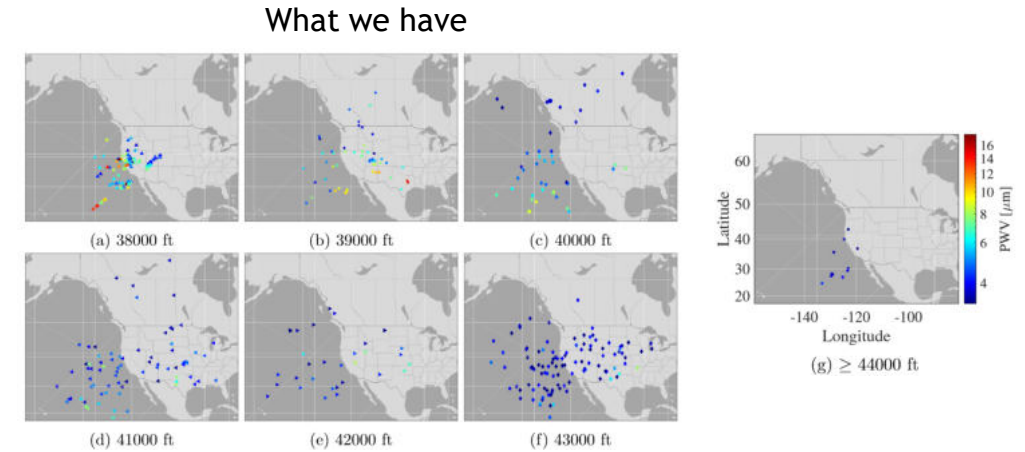 What we have
(a) 38000 ft
(b) 39000 ft
(c) 40000 ft
(d) 41000 ft
(e) 42000 ft
(f) 43000 ft
Latitude
60
50
40
30
20
-140
-120
-100
Longitude
(g) ≥ 44000 ft
16
14
12
10
8
6
4
PWV [μm]